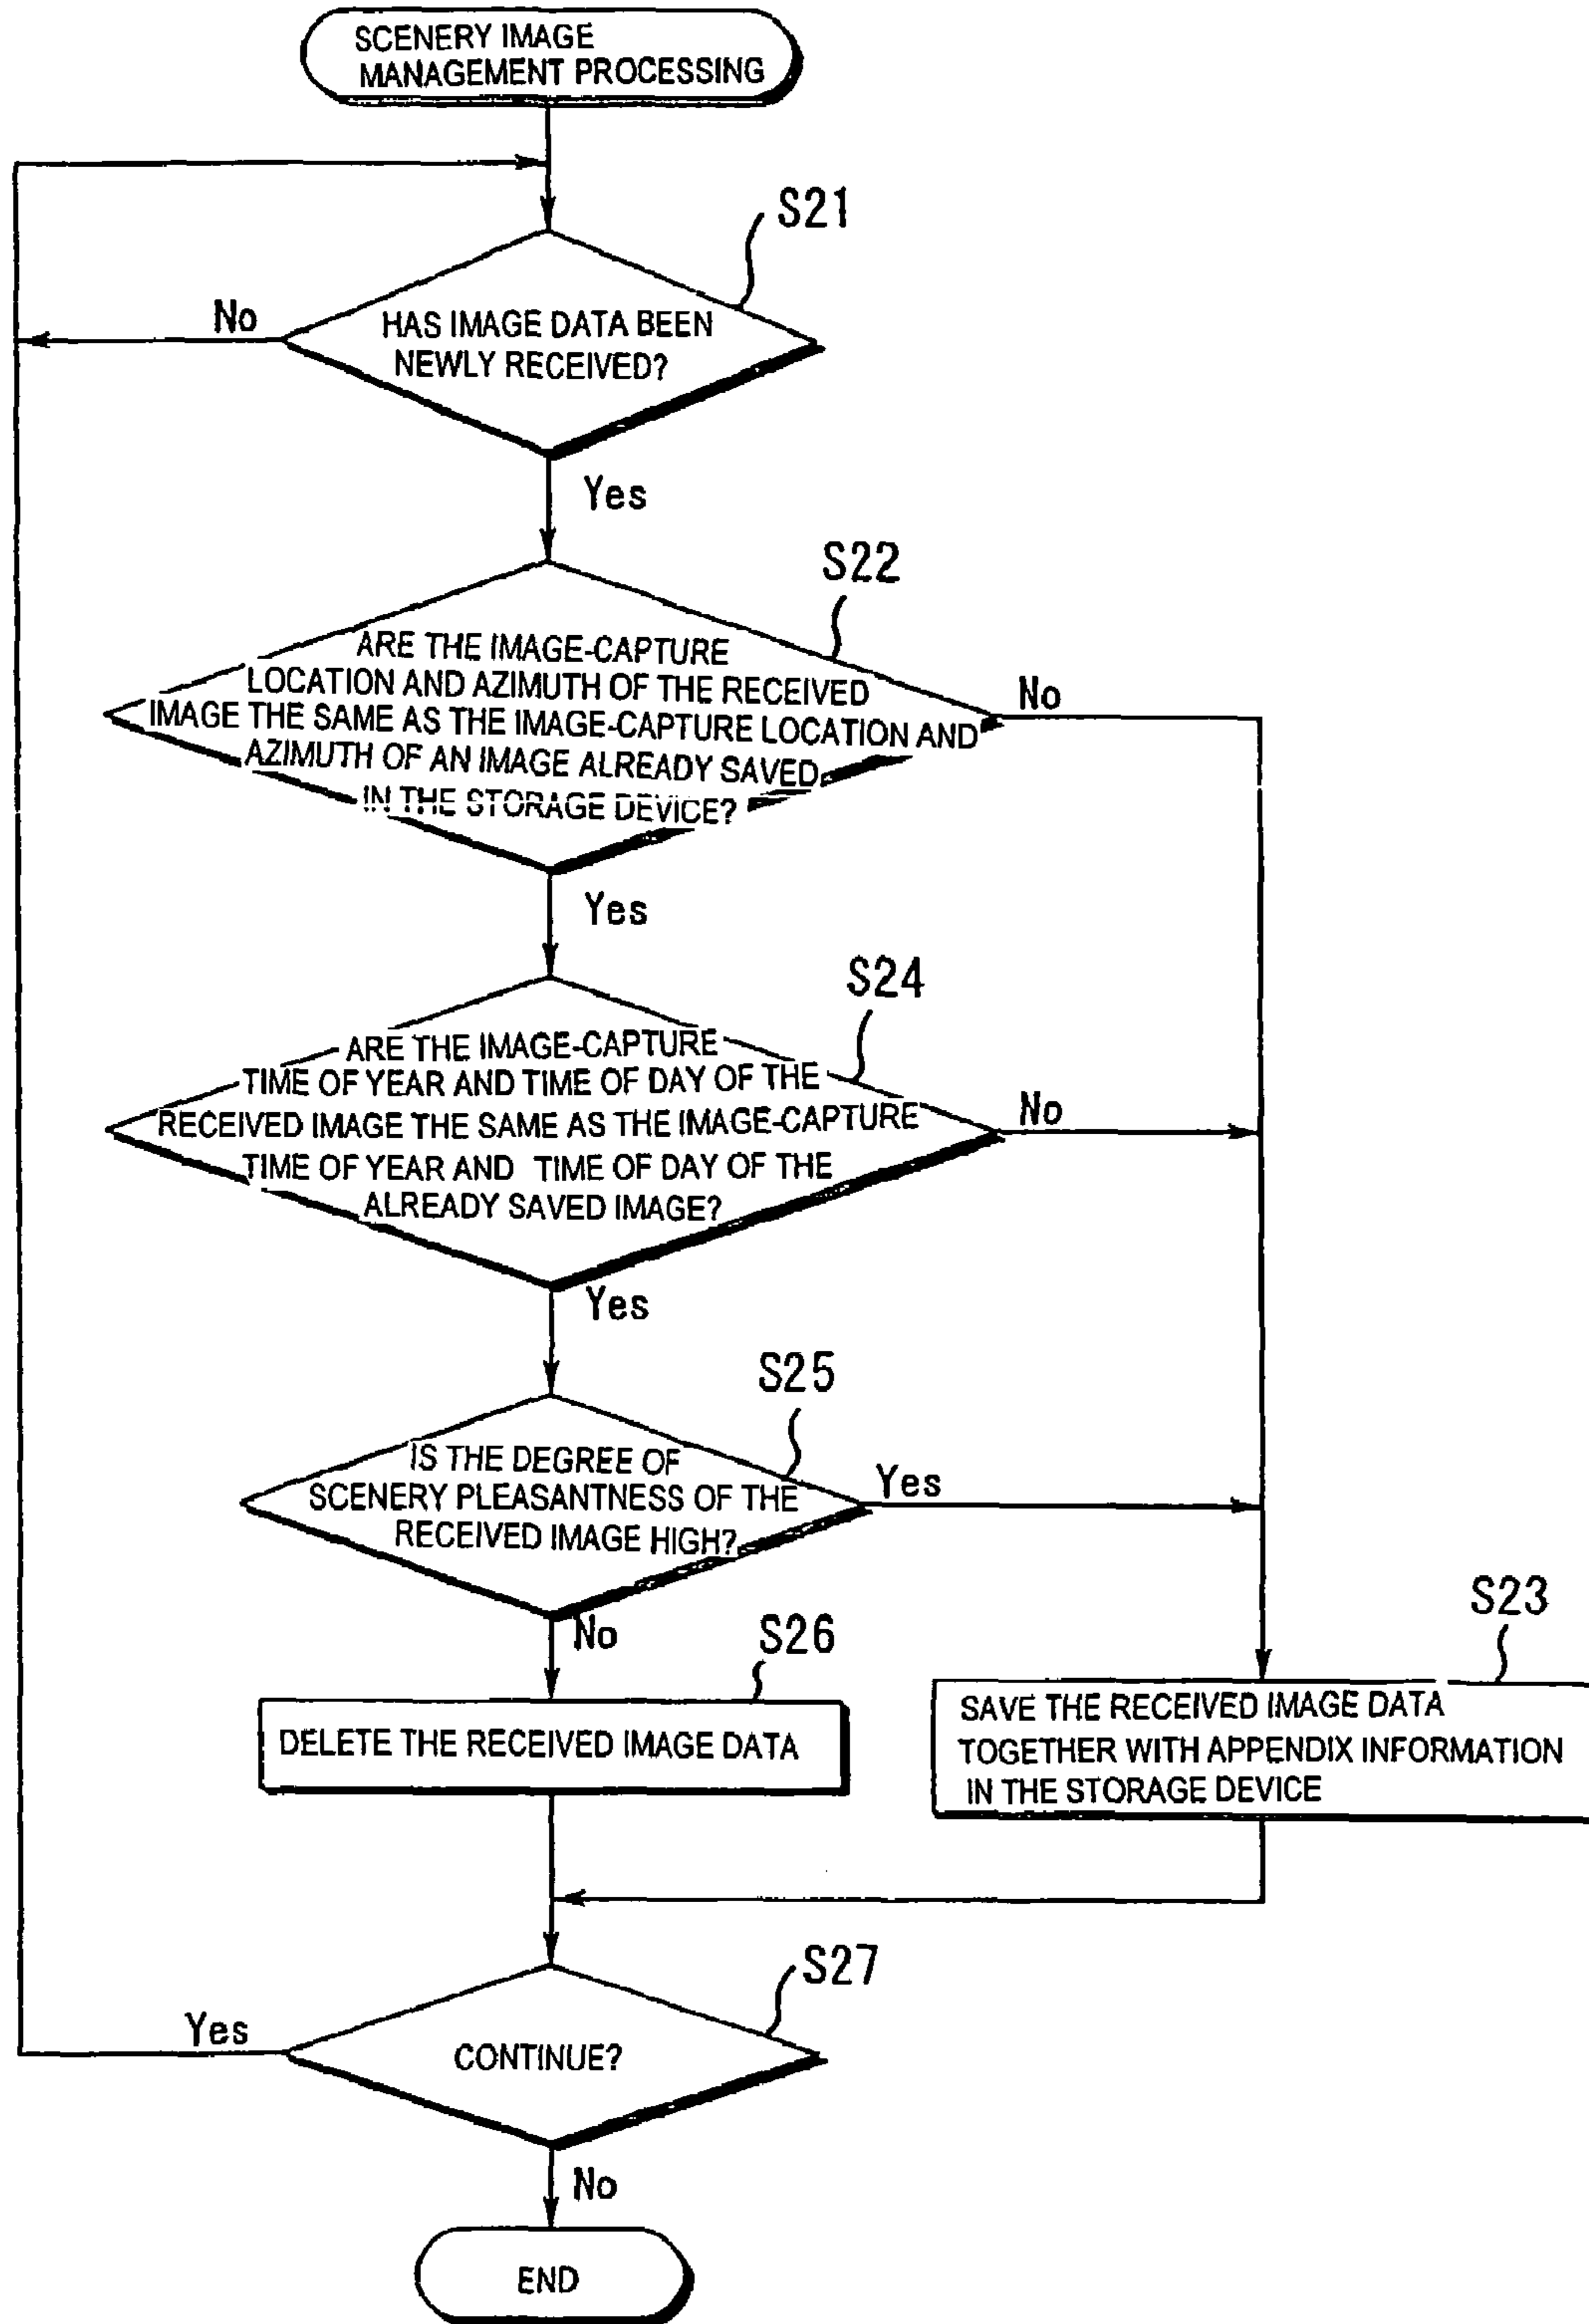 SCENERY IMAGE
MANAGEMENT PROCESSING
S21
No
HAS IMAGE DATA BEEN
NEWLY RECEIVED?
Yes
S22
ARE THE IMAGE-CAPTURE
LOCATION AND AZIMUTH OF THE RECEIVED
IMAGE THE SAME AS THE IMAGE-CAPTURE LOCATION AND
AZIMUTH OF AN IMAGE ALREADY SAVED
IN THE STORAGE DEVICE?
No
Yes
S24
ARE THE IMAGE-CAPTURE
TIME OF YEAR AND TIME OF DAY OF THE
RECEIVED IMAGE THE SAME AS THE IMAGE-CAPTURE
TIME OF YEAR AND TIME OF DAY OF THE
ALREADY SAVED IMAGE?
No
Yes
S25
IS THE DEGREE OF
SCENERY PLEASANTNESS OF THE
RECEIVED IMAGE HIGH?
Yes
No
S26
DELETE THE RECEIVED IMAGE DATA
S23
SAVE THE RECEIVED IMAGE DATA
TOGETHER WITH APPENDIX INFORMATION
IN THE STORAGE DEVICE
S27
Yes
CONTINUE?
No
END